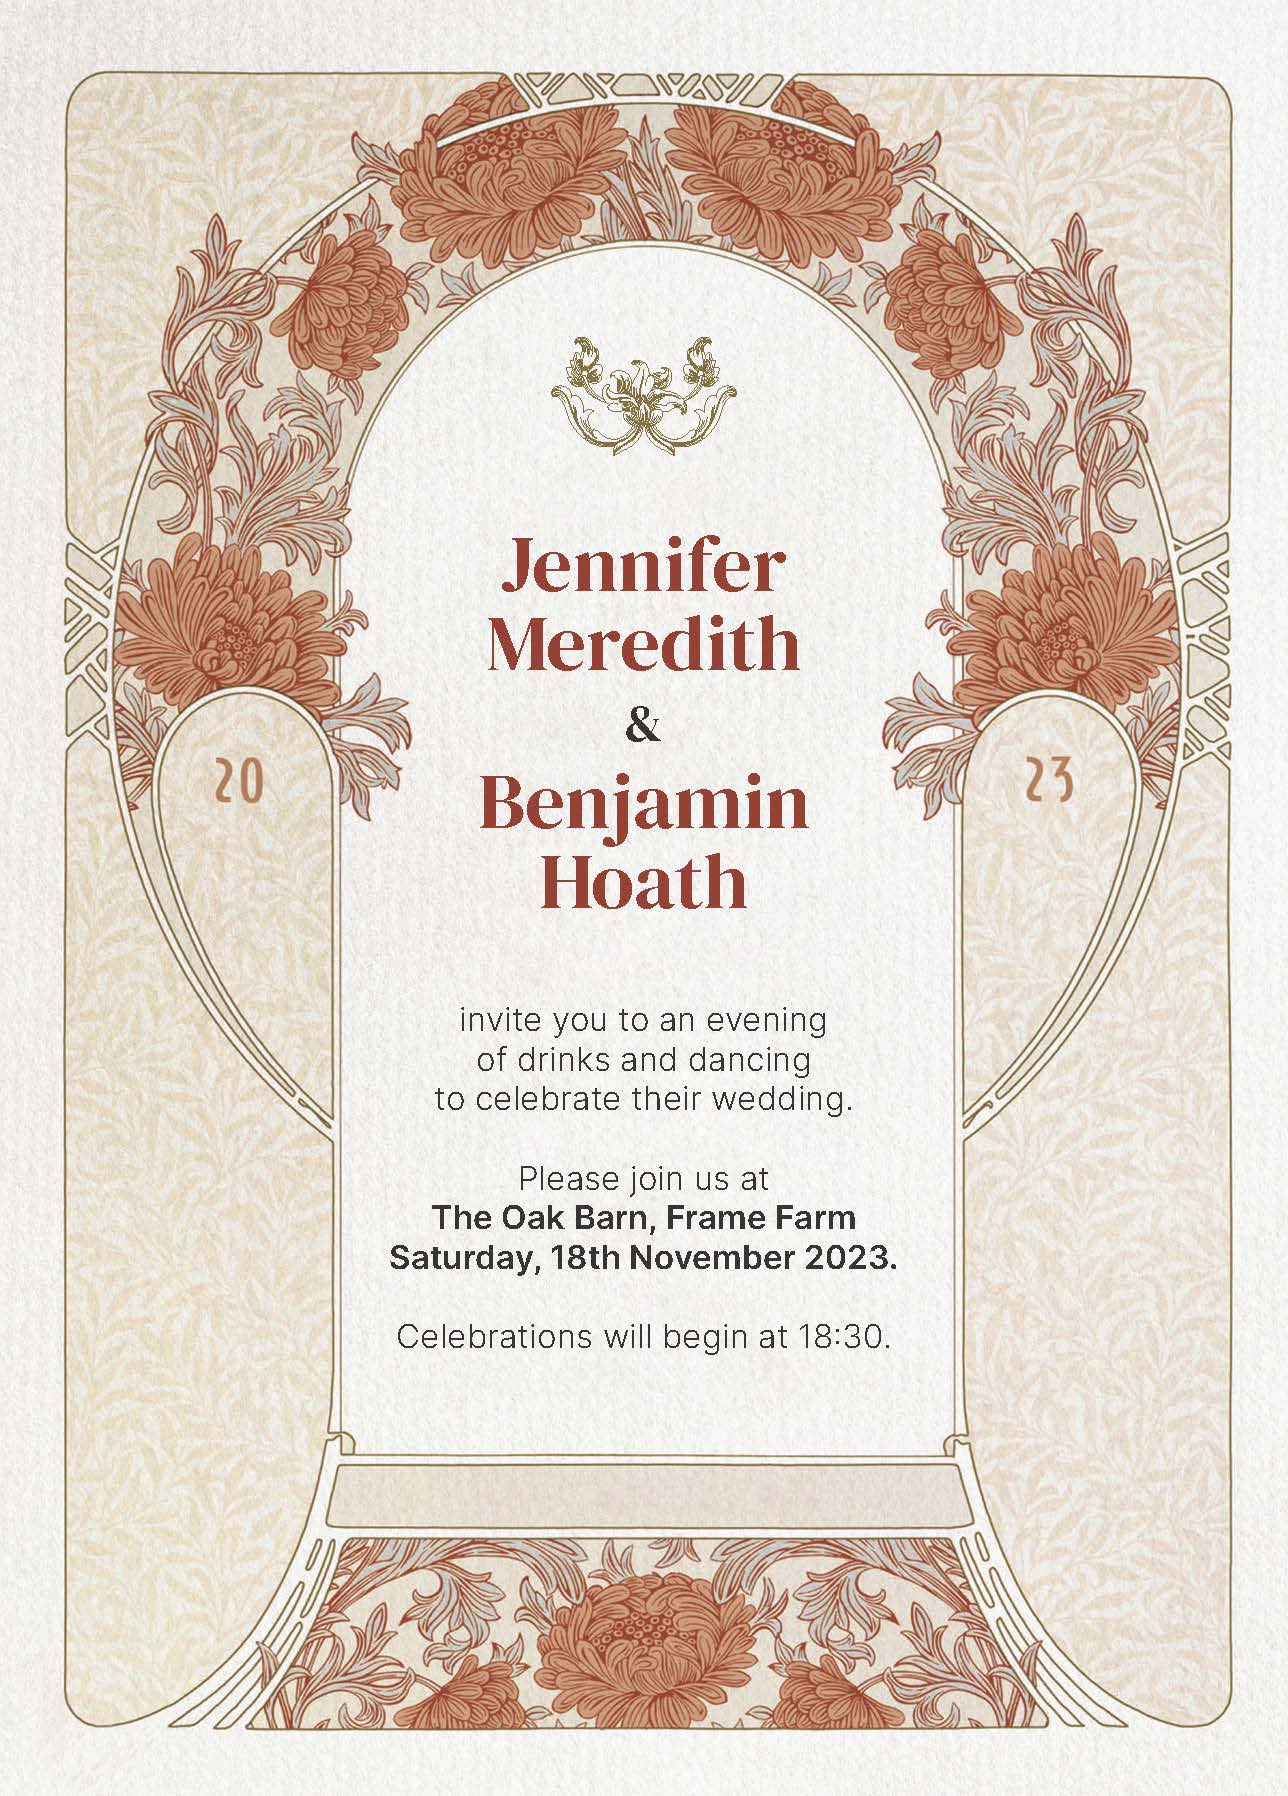 Jennifer
Meredith
&
20
23
Benjamin
Hoath
invite you to an evening
of drinks and dancing
to celebrate their wedding.
Please join us at
The Oak Barn, Frame Farm
Saturday, 18th November 2023.
Celebrations will begin at 18:30.